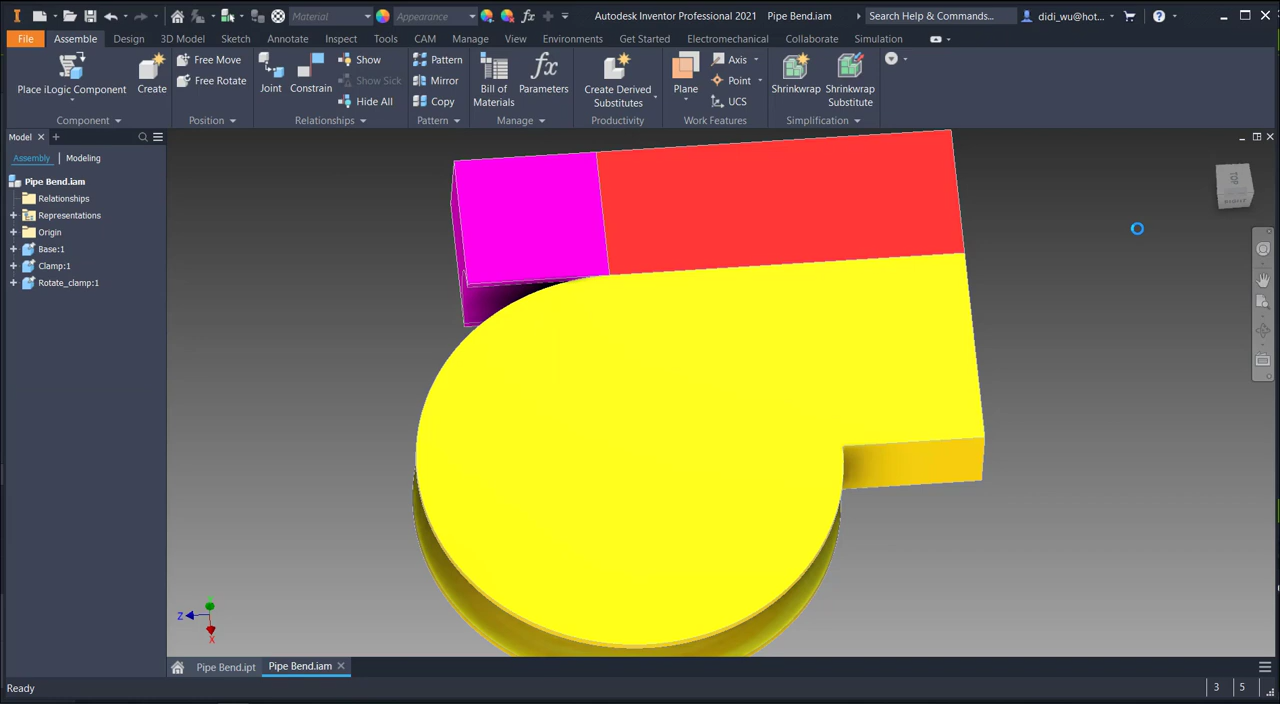 Material
Appearance
fx
Autodesk Inventor Professional 2021 Pipe Bend.iam
Search Help & Commands...
didi_wu@hot...
?
File Assemble Design 3D Model Sketch Annotate Inspect Tools CAM Manage View Environments Get Started Electromechanical Collaborate Simulation
Place iLogic Component
Create
Free Move
Free Rotate
Component
Position
Joint
Constrain
Show
Show Sick
Hide All
Relationships
Pattern
Mirror
Copy
Pattern
Bill of
Materials
fx
Parameters
Manage
Create Derived
Substitutes
Productivity
Plane
Axis
Point
UCS
Work Features
Shrinkwrap
Shrinkwrap
Substitute
Simplification
Model
Assembly Modeling
Pipe Bend.iam
Relationships
Representations
Origin
Base:1
Clamp:1
Rotate_clamp:1
TOP
RIGHT
Z
X
Pipe Bend.ipt Pipe Bend.iam
Ready
3 5